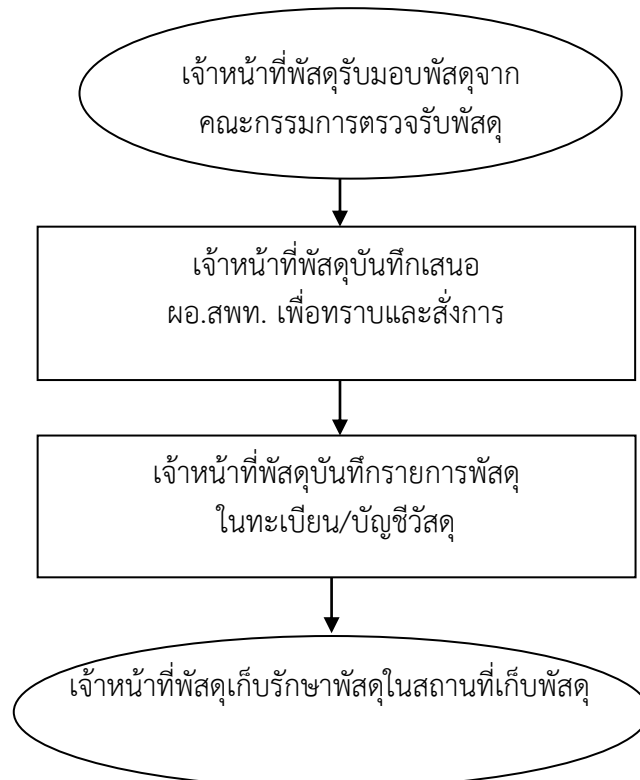 เจ้าหน้าที่พัสดุรับมอบพัสดุจาก
คณะกรรมการตรวจรับพัสดุ
เจ้าหน้าที่พัสดุบันทึกเสนอ
ผอ.สพท. เพื่อทราบและสั่งการ
เจ้าหน้าที่พัสดุบันทึกรายการพัสดุ
ในทะเบียน/บัญชีวัสดุ
เจ้าหน้าที่พัสดุเก็บรักษาพัสดุในสถานที่เก็บพัสดุ